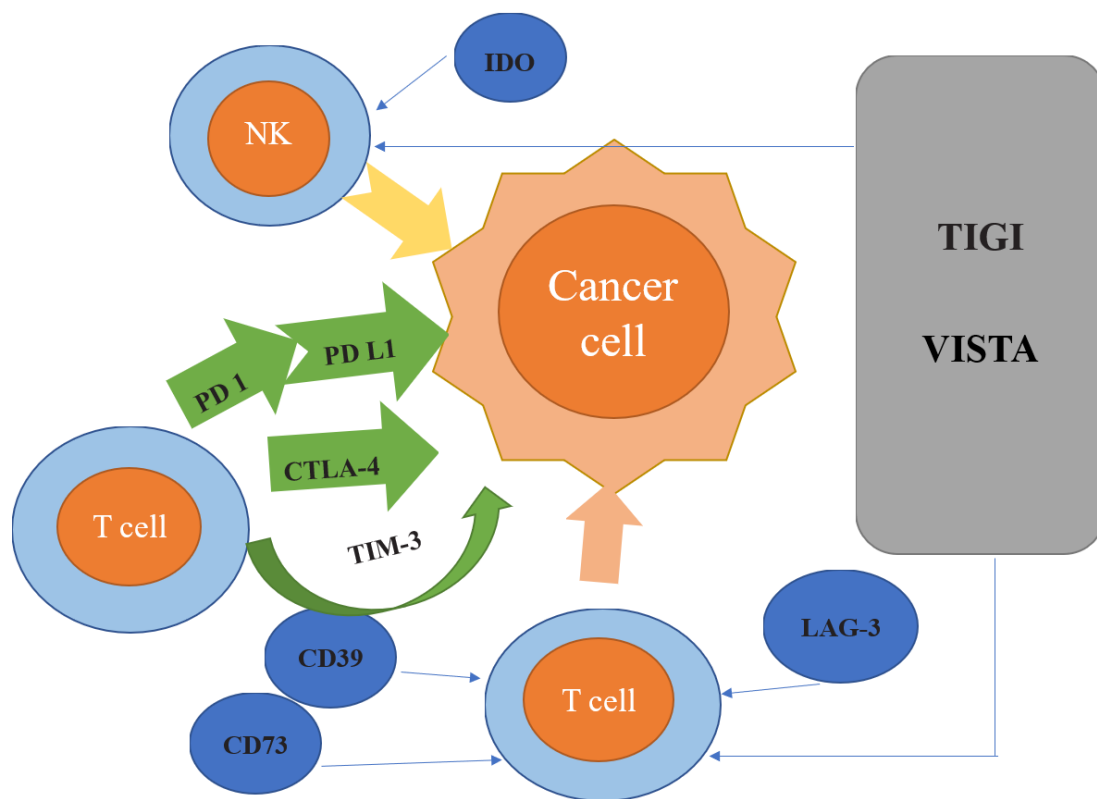 IDO
NK
TIGI
VISTA
Cancer
cell
PD 1
PD L1
CTLA-4
T cell
TIM-3
CD39
CD73
T cell
LAG-3